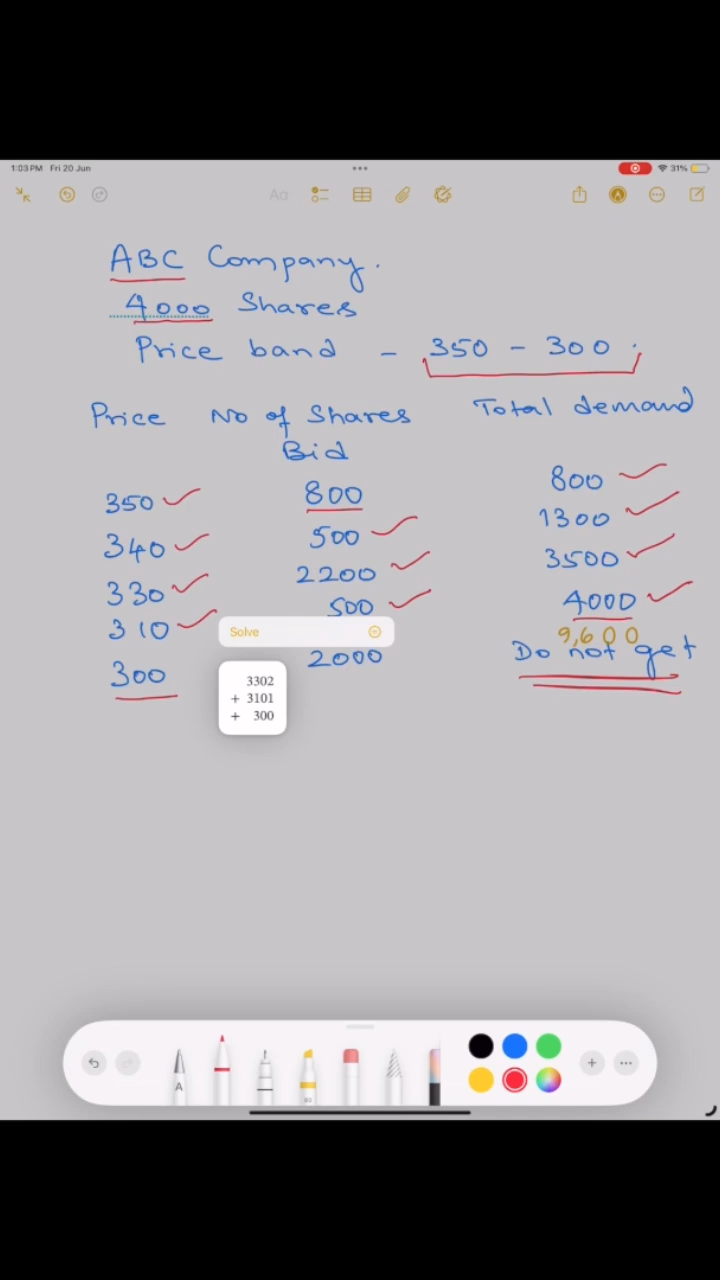 1:03 PM Fri 20 Jun 31%
Aa
ABC Company.
4000 Shares
Price band - 350 - 300.
Price No of Shares Bid Total demand
350 800 800
340 500 1300
330 2200 3500
310 500 4000
Solve
9,600
300 2000 Do not get
3302
+ 3101
+ 300
A